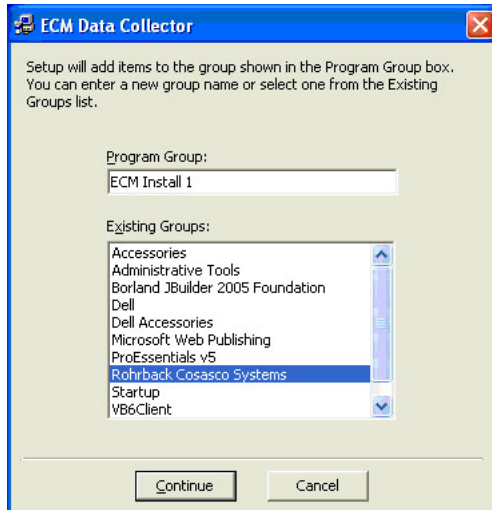 ECM Data Collector
Setup will add items to the group shown in the Program Group box.
You can enter a new group name or select one from the Existing
Groups list.
Program Group:
ECM Install 1
Existing Groups:
Accessories
Administrative Tools
Borland JBuilder 2005 Foundation
Dell
Dell Accessories
Microsoft Web Publishing
ProEssentials v5
Rohrback Cosasco Systems
Startup
VB6Client
Continue
Cancel